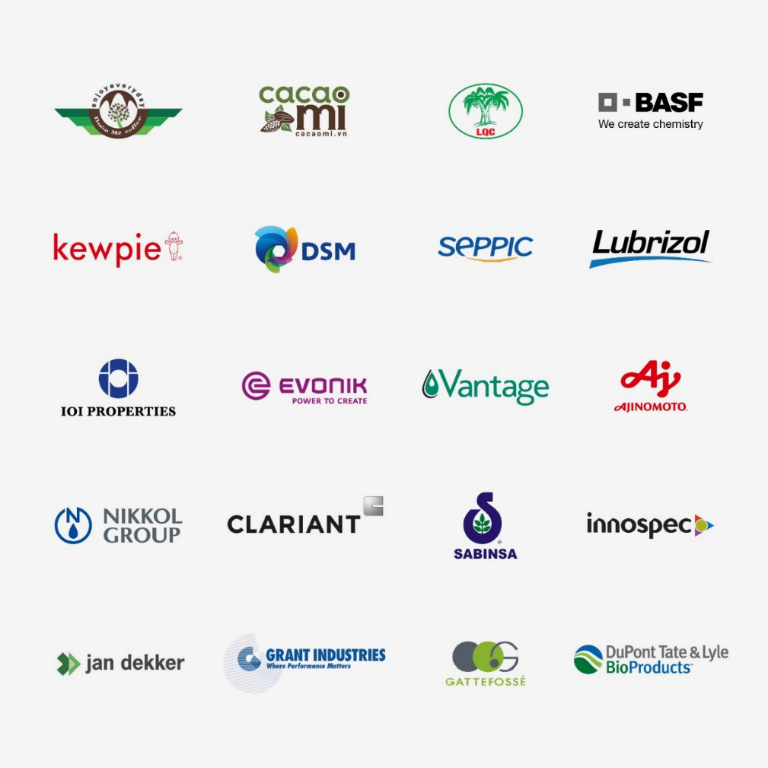 enjoyeveryday
cacao
mi
cacaomi.vn
LQC
BASF
We create chemistry
kewpie
DSM
SEPPIC
Lubrizol
IOI PROPERTIES
EVONIK
POWER TO CREATE
Vantage
Aj
AJINOMOTO
NIKKOL
GROUP
CLARIANT
SABINSA
innospec
jan dekker
GRANT INDUSTRIES
Where Performance Matters
G
GATTEFOSSÉ
DuPont Tate & Lyle
BioProducts